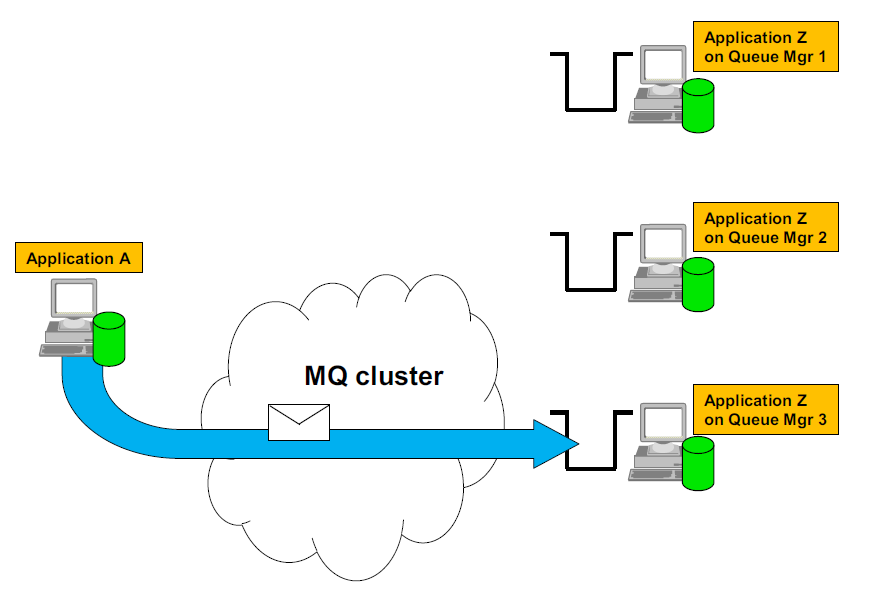 Application Z
on Queue Mgr 1
Application Z
on Queue Mgr 2
Application A
MQ cluster
Application Z
on Queue Mgr 3